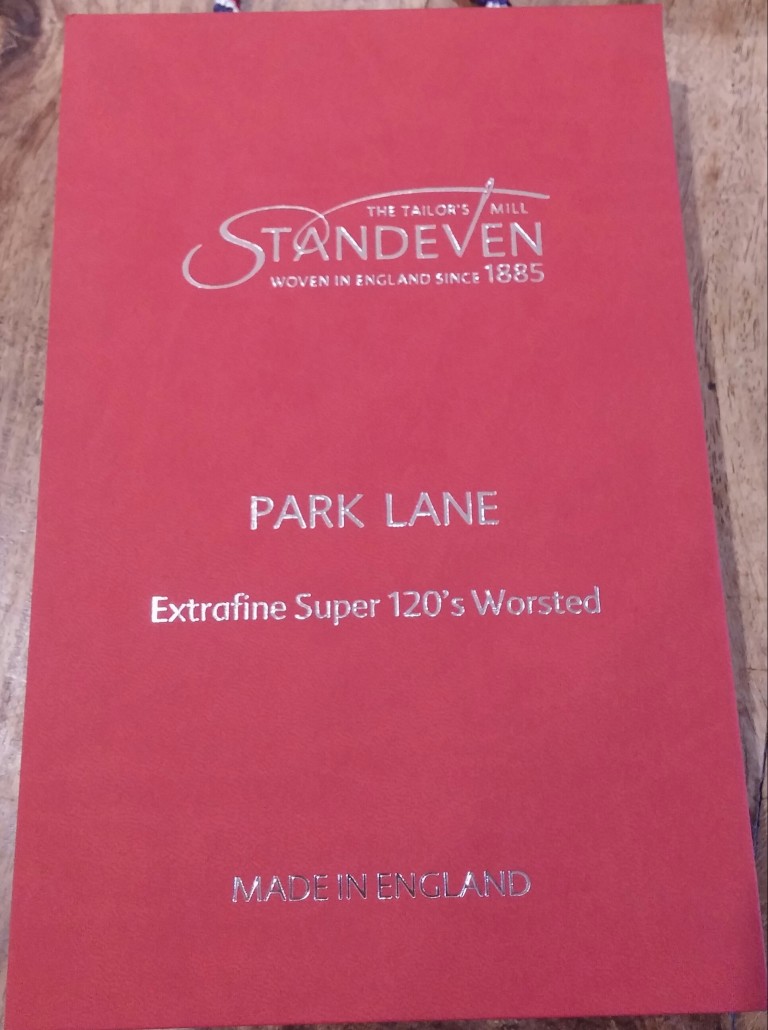 THE TAILOR'S MILL
STANDEVEN
WOVEN IN ENGLAND SINCE 1885
PARK LANE
Extrafine Super 120's Worsted
MADE IN ENGLAND